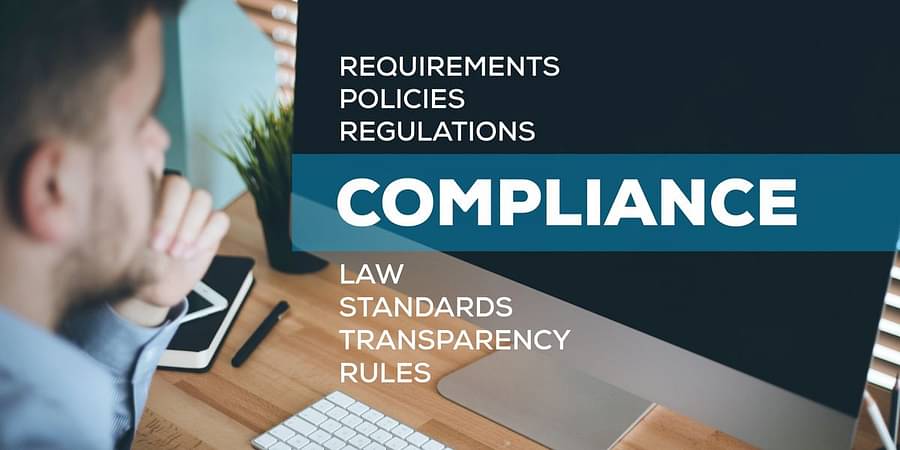 REQUIREMENTS
POLICIES
REGULATIONS
COMPLIANCE
LAW
STANDARDS
TRANSPARENCY
RULES